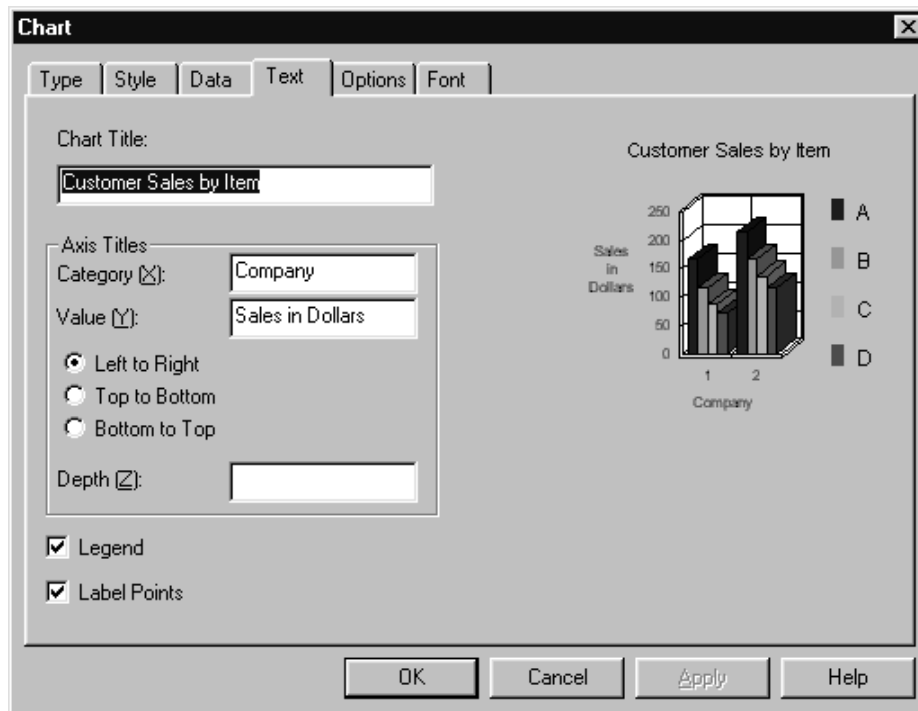 Chart
Type Style Data Text Options Font
Chart Title:
Customer Sales by Item
Axis Titles
Category (X): Company
Value (Y): Sales in Dollars
Left to Right
Top to Bottom
Bottom to Top
Depth (Z):
Legend
Label Points
Customer Sales by Item
250
200
150
100
50
0
Sales
in
Dollars
1 2
Company
A
B
C
D
OK Cancel Apply Help